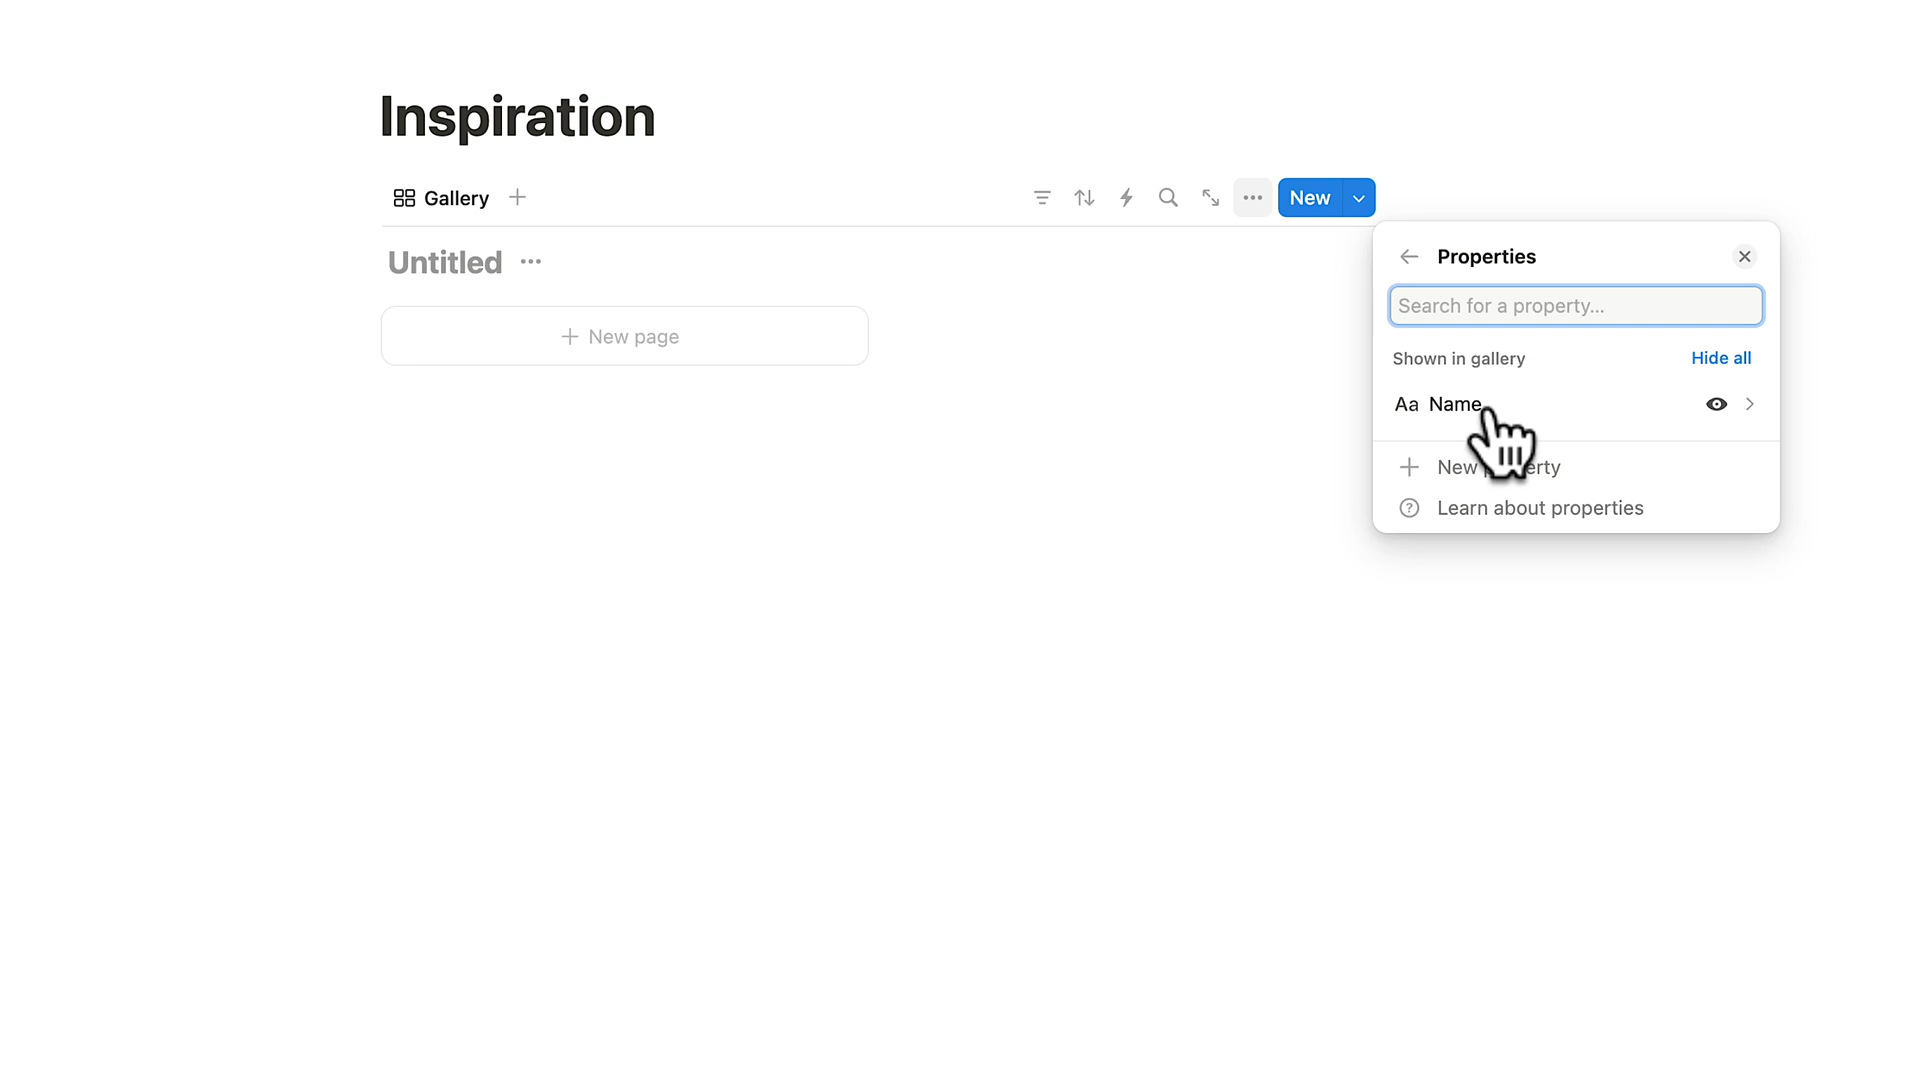 Inspiration
Gallery
New
Untitled
New page
Properties
Search for a property...
Shown in gallery
Hide all
Aa Name
New erty
Learn about properties